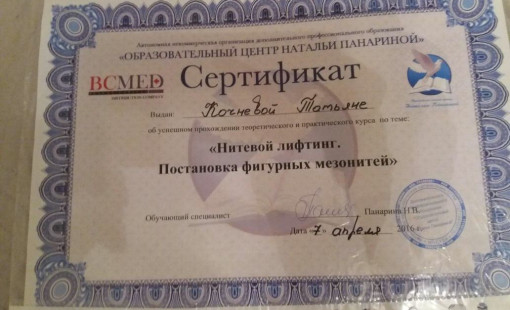 Автономная некоммерческая организация дополнительного профессионального образования
«ОБРАЗОВАТЕЛЬНЫЙ ЦЕНТР НАТАЛЬИ ПАНАРИНОЙ»
BCMED
Сертификат
Выдан: Кочневой Татьяне
об успешном прохождении теоретического и практического курса по теме:
«Нитевой лифтинг.
Постановка фигурных мезонитей»
Обучающий специалист Панарина Н.В.
Дата «7» апреля 2016 г.